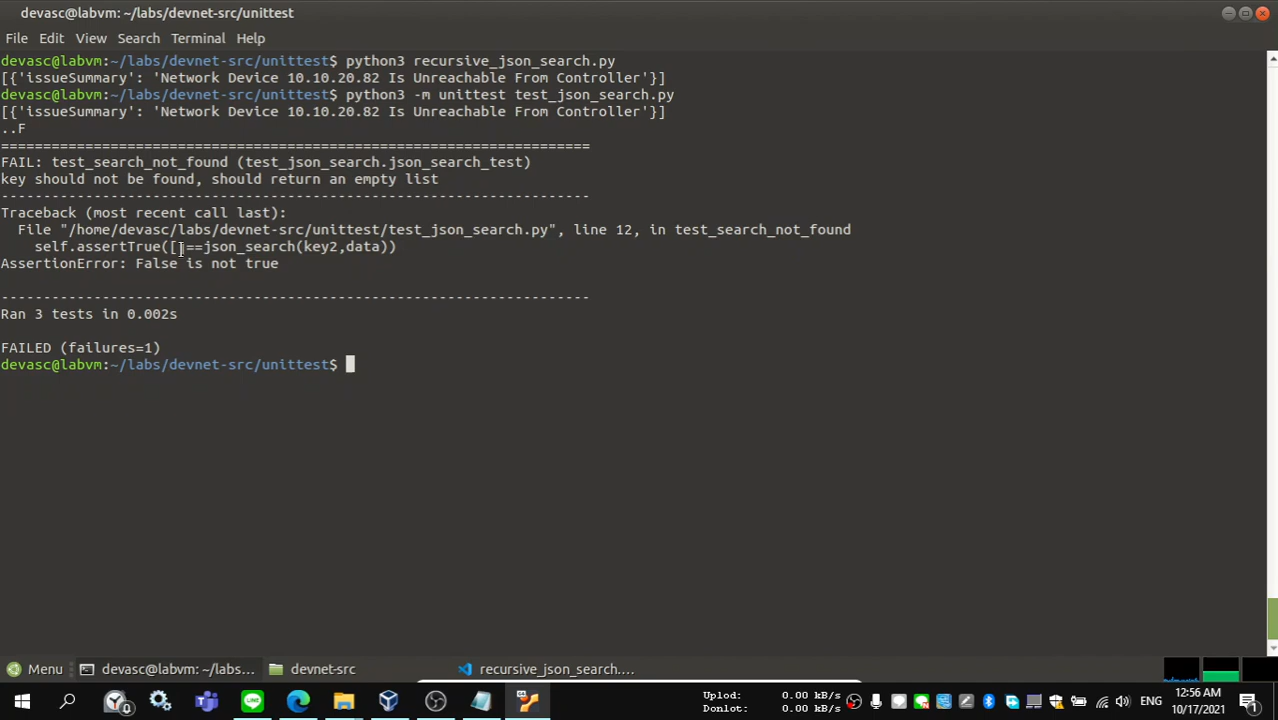 devasc@labvm: ~/labs/devnet-src/unittest
File Edit View Search Terminal Help
devasc@labvm:~/labs/devnet-src/unittest$ python3 recursive_json_search.py
[{'issueSummary': 'Network Device 10.10.20.82 Is Unreachable From Controller'}]
devasc@labvm:~/labs/devnet-src/unittest$ python3 -m unittest test_json_search.py
[{'issueSummary': 'Network Device 10.10.20.82 Is Unreachable From Controller'}]
..F
======================================================================
FAIL: test_search_not_found (test_json_search.json_search_test)
key should not be found, should return an empty list
----------------------------------------------------------------------
Traceback (most recent call last):
  File "/home/devasc/labs/devnet-src/unittest/test_json_search.py", line 12, in test_search_not_found
    self.assertTrue([]==json_search(key2,data))
AssertionError: False is not true
----------------------------------------------------------------------
Ran 3 tests in 0.002s
FAILED (failures=1)
devasc@labvm:~/labs/devnet-src/unittest$
Menu devasc@labvm: ~/labs... devnet-src recursive_json_search....
Uplod: 0.00 kB/s
Donlot: 0.00 kB/s
ENG
12:56 AM
10/17/2021
1